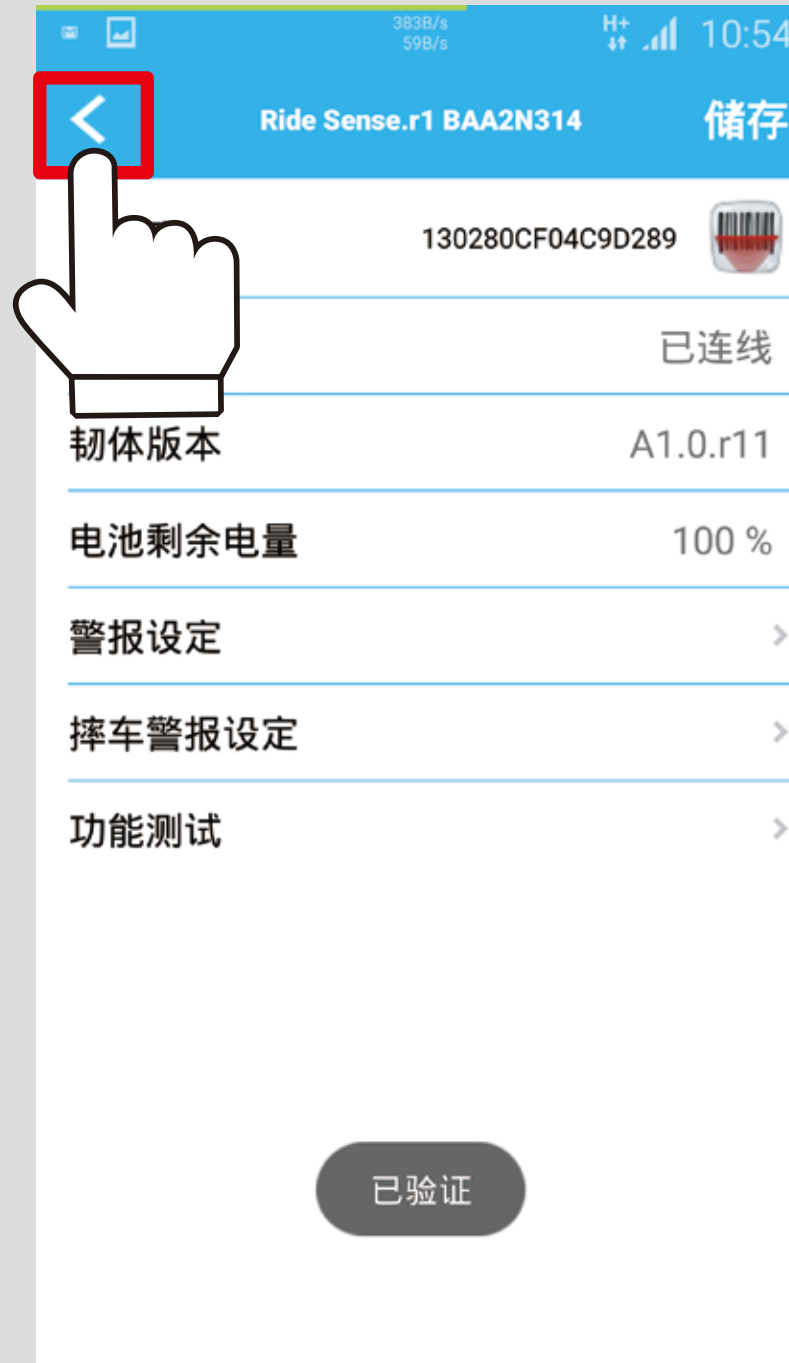 383B/s
59B/s
H+
10:54
Ride Sense.r1 BAA2N314
储存
130280CF04C9D289
已连线
韧体版本
A1.0.r11
电池剩余电量
100 %
警报设定
摔车警报设定
功能测试
已验证